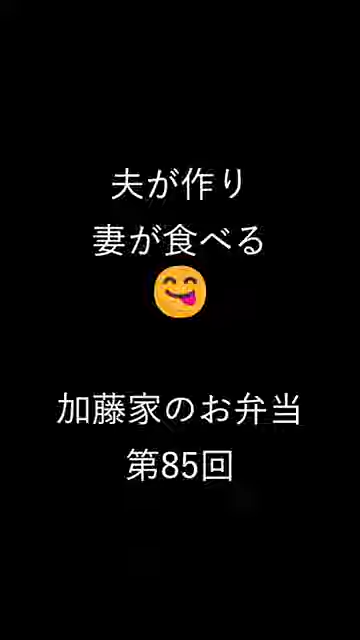 夫が作り
妻が食べる
😋
加藤家のお弁当
第85回